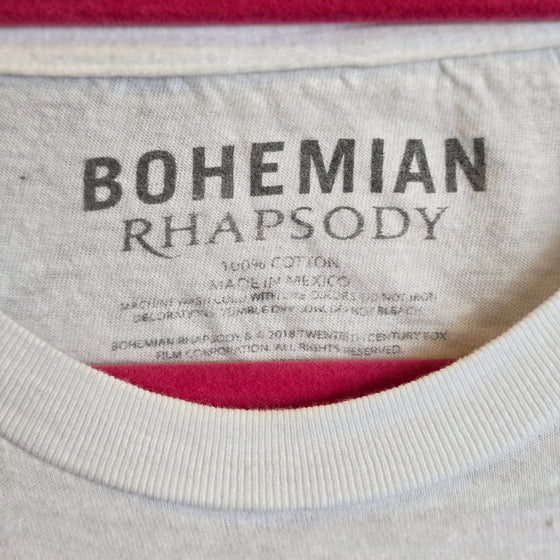 BOHEMIAN
RHAPSODY
100% COTTON
MADE IN MEXICO
MACHINE WASH COLD WITH LIKE COLORS. DO NOT IRON
DECORATION. TUMBLE DRY LOW. DO NOT BLEACH.
BOHEMIAN RHAPSODY & © 2018 TWENTIETH CENTURY FOX
FILM CORPORATION. ALL RIGHTS RESERVED.